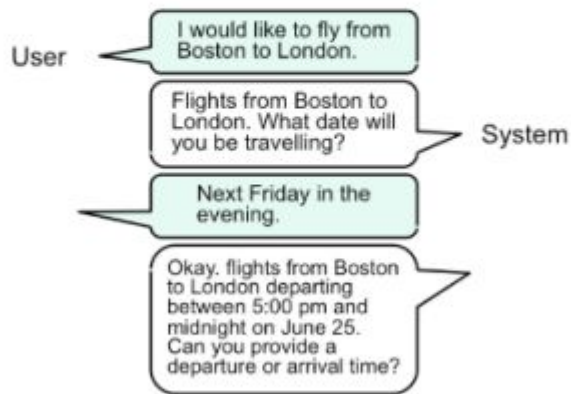 I would like to fly from
Boston to London.
User
Flights from Boston to
London. What date will
you be travelling?
System
Next Friday in the
evening.
Okay. flights from Boston
to London departing
between 5:00 pm and
midnight on June 25.
Can you provide a
departure or arrival time?